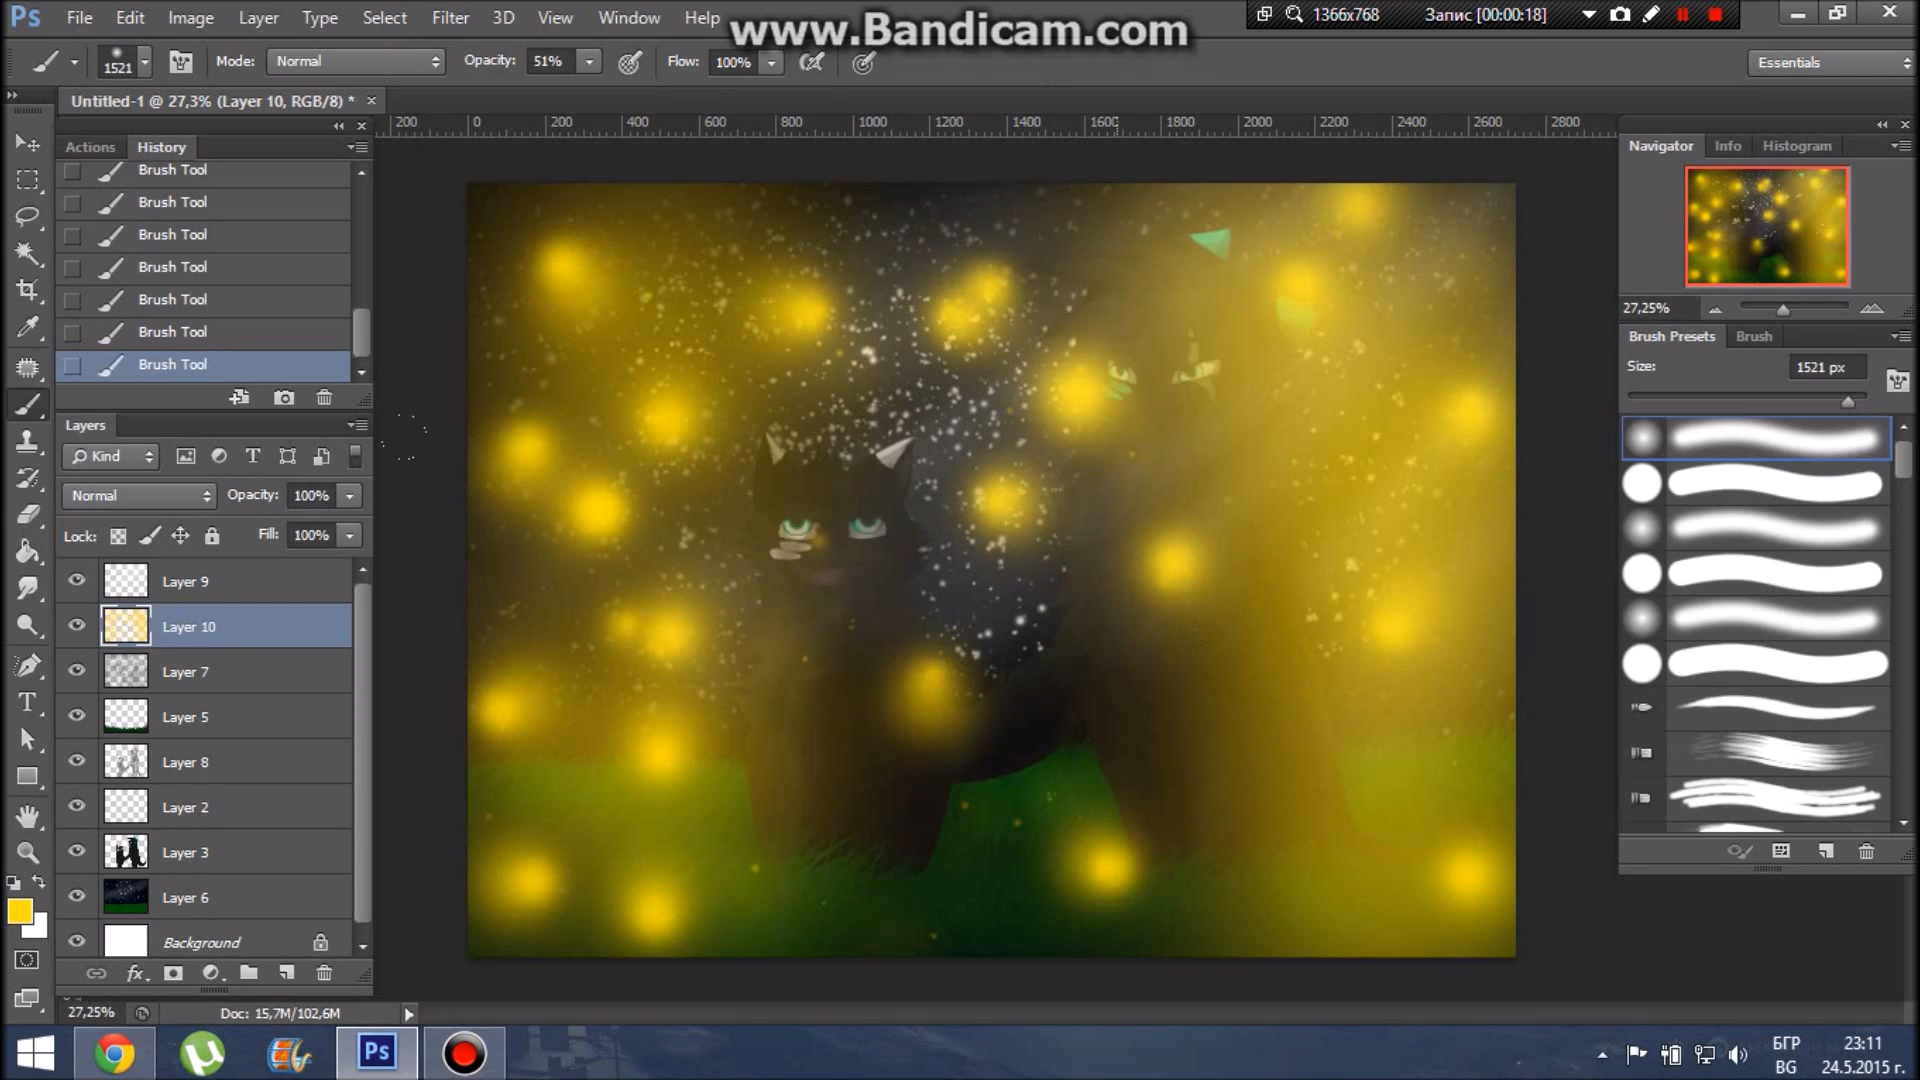 Ps File Edit Image Layer Type Select Filter 3D View Window Help
www.Bandicam.com
1366x768 Запис [00:00:18]
1521 Mode: Normal Opacity: 51% Flow: 100% Essentials
Untitled-1 @ 27,3% (Layer 10, RGB/8) * ×
200 0 200 400 600 800 1000 1200 1400 1600 1800 2000 2200 2400 2600 2800
Actions History
Brush Tool
Brush Tool
Brush Tool
Brush Tool
Brush Tool
Brush Tool
Brush Tool
Layers
Kind
Normal Opacity: 100%
Lock: Fill: 100%
Layer 9
Layer 10
Layer 7
Layer 5
Layer 8
Layer 2
Layer 3
Layer 6
Background
fx
27,25% Doc: 15,7M/102,6M
Navigator Info Histogram
27,25%
Brush Presets Brush
Size: 1521 px
Ps
БГР
BG
23:11
24.5.2015 г.